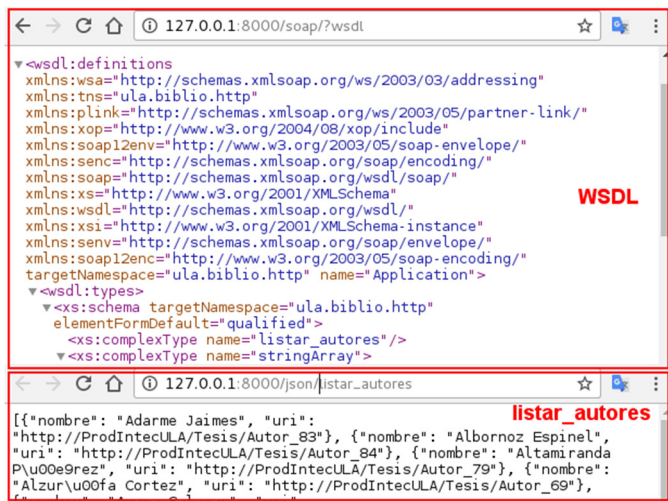 127.0.0.1:8000/soap/?wsdl
<wsdl:definitions
xmlns:wsa="http://schemas.xmlsoap.org/ws/2003/03/addressing"
xmlns:tns="ula.biblio.http"
xmlns:plink="http://schemas.xmlsoap.org/ws/2003/05/partner-link/"
xmlns:xop="http://www.w3.org/2004/08/xop/include"
xmlns:soap12env="http://www.w3.org/2003/05/soap-envelope/"
xmlns:senc="http://schemas.xmlsoap.org/soap/encoding/"
xmlns:soap="http://schemas.xmlsoap.org/wsdl/soap/"
xmlns:xs="http://www.w3.org/2001/XMLSchema"
WSDL
xmlns:wsdl="http://schemas.xmlsoap.org/wsdl/"
xmlns:xsi="http://www.w3.org/2001/XMLSchema-instance"
xmlns:senv="http://schemas.xmlsoap.org/soap/envelope/"
xmlns:soap12enc="http://www.w3.org/2003/05/soap-encoding/"
targetNamespace="ula.biblio.http" name="Application">
<wsdl:types>
<xs:schema targetNamespace="ula.biblio.http"
elementFormDefault="qualified">
<xs:complexType name="listar_autores"/>
<xs:complexType name="stringArray">
127.0.0.1:8000/json/listar_autores
listar_autores
[{"nombre": "Adarme Jaimes", "uri":
"http://ProdIntecULA/Tesis/Autor_83"}, {"nombre": "Albornoz Espinel",
"uri": "http://ProdIntecULA/Tesis/Autor_84"}, {"nombre": "Altamiranda
P\u00e9rez", "uri": "http://ProdIntecULA/Tesis/Autor_79"}, {"nombre":
"Alzur\u00fa Cortez", "uri": "http://ProdIntecULA/Tesis/Autor_69"},